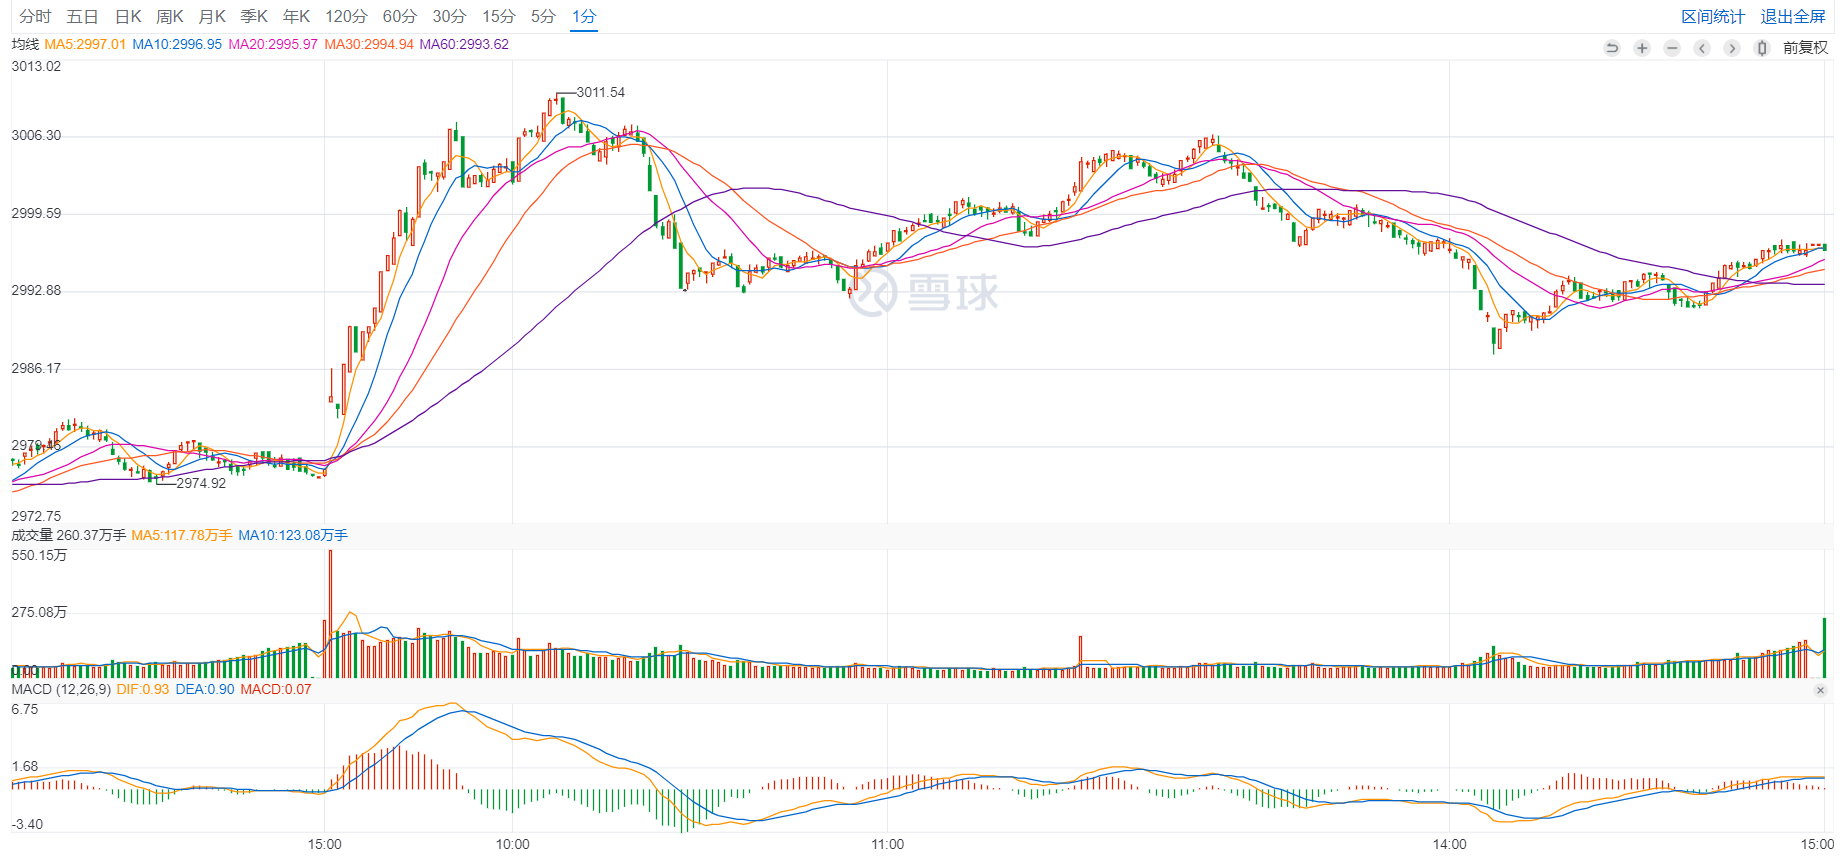 分时 五日 日K 周K 月K 季K 年K 120分 60分 30分 15分 5分 1分 区间统计 退出全屏
均线 MA5:2997.01 MA10:2996.95 MA20:2995.97 MA30:2994.94 MA60:2993.62 前复权
3013.02
3011.54
3006.30
2999.59
2992.88
雪球
2986.17
2979.46
2974.92
2972.75
成交量 260.37万手 MA5:117.78万手 MA10:123.08万手
550.15万
275.08万
0.00
MACD (12,26,9) DIF:0.93 DEA:0.90 MACD:0.07
6.75
1.68
-3.40
15:00 10:00 11:00 14:00 15:00